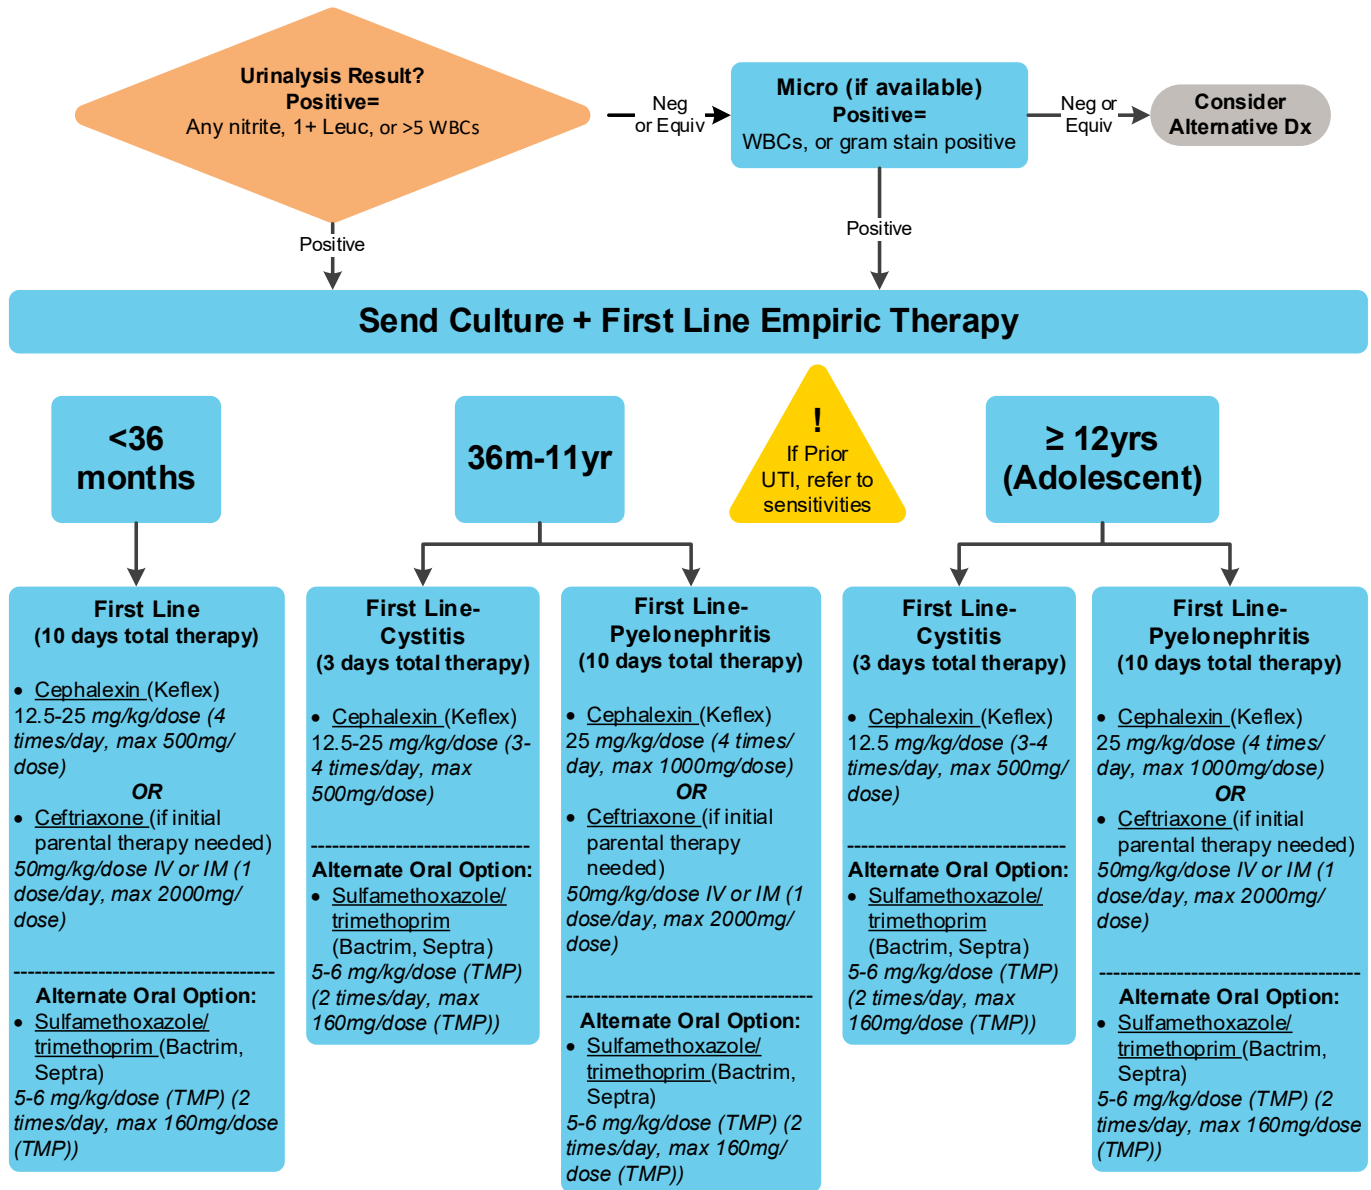 Urinalysis Result?
Positive=
Any nitrite, 1+ Leuc, or >5 WBCs
Neg
or Equiv
Micro (if available)
Positive=
WBCs, or gram stain positive
Neg or
Equiv
Consider
Alternative Dx
Positive
Positive
Send Culture + First Line Empiric Therapy
<36
months
36m-11yr
!
If Prior
UTI, refer to
sensitivities
≥ 12yrs
(Adolescent)
First Line
(10 days total therapy)
• Cephalexin (Keflex)
12.5-25 mg/kg/dose (4
times/day, max 500mg/
dose)
OR
• Ceftriaxone (if initial
parental therapy needed)
50mg/kg/dose IV or IM (1
dose/day, max 2000mg/
dose)
-------------------------------------
Alternate Oral Option:
• Sulfamethoxazole/
trimethoprim (Bactrim,
Septra)
5-6 mg/kg/dose (TMP) (2
times/day, max 160mg/dose
(TMP))
First Line-
Cystitis
(3 days total therapy)
• Cephalexin (Keflex)
12.5-25 mg/kg/dose (3-
4 times/day, max
500mg/dose)
-------------------------------
Alternate Oral Option:
• Sulfamethoxazole/
trimethoprim
(Bactrim, Septra)
5-6 mg/kg/dose (TMP)
(2 times/day, max
160mg/dose (TMP))
First Line-
Pyelonephritis
(10 days total therapy)
• Cephalexin (Keflex)
25 mg/kg/dose (4 times/
day, max 1000mg/dose)
OR
• Ceftriaxone (if initial
parental therapy
needed)
50mg/kg/dose IV or IM (1
dose/day, max 2000mg/
dose)
-----------------------------------
Alternate Oral Option:
• Sulfamethoxazole/
trimethoprim (Bactrim,
Septra)
5-6 mg/kg/dose (TMP) (2
times/day, max 160mg/
dose (TMP))
First Line-
Cystitis
(3 days total therapy)
• Cephalexin (Keflex)
12.5 mg/kg/dose (3-4
times/day, max 500mg/
dose)
-------------------------------
Alternate Oral Option:
• Sulfamethoxazole/
trimethoprim
(Bactrim, Septra)
5-6 mg/kg/dose (TMP)
(2 times/day, max
160mg/dose (TMP))
First Line-
Pyelonephritis
(10 days total therapy)
• Cephalexin (Keflex)
25 mg/kg/dose (4 times/
day, max 1000mg/dose)
OR
• Ceftriaxone (if initial
parental therapy needed)
50mg/kg/dose IV or IM (1
dose/day, max 2000mg/
dose)
-------------------------------------
Alternate Oral Option:
• Sulfamethoxazole/
trimethoprim (Bactrim,
Septra)
5-6 mg/kg/dose (TMP) (2
times/day, max 160mg/dose
(TMP))